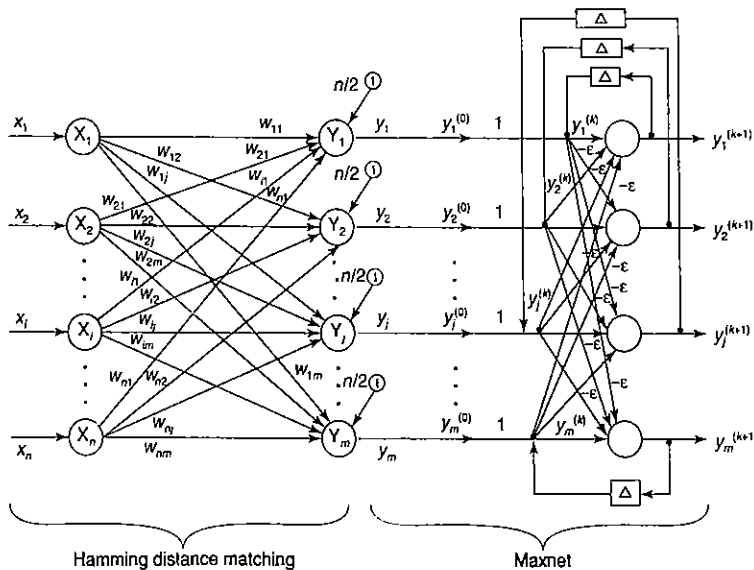 Δ
Δ
Δ
n/2 1
x₁ X₁ w₁₁ Y₁ y₁ y₁⁽⁰⁾ 1 y₁⁽ᵏ⁾ y₁⁽ᵏ⁺¹⁾
w₁₂ w₂₁ w₁ⱼ wᵢ₁ wₙ₁
-ε -ε -ε
n/2 1
y₂⁽ᵏ⁾
x₂ X₂ w₂₁ w₂₂ w₂ⱼ w₂ₘ Y₂ y₂ y₂⁽⁰⁾ 1 y₂⁽ᵏ⁺¹⁾
wᵢ₁ wᵢ₂
-ε -ε -ε -ε
n/2 1
yⱼ⁽ᵏ⁾
xᵢ Xᵢ wᵢⱼ wᵢₘ Yⱼ yⱼ yⱼ⁽⁰⁾ 1 yⱼ⁽ᵏ⁺¹⁾
wₙ₁ wₙ₂ w₁ₘ
-ε -ε -ε
n/2 1
xₙ Xₙ wₙⱼ wₙₘ Yₘ yₘ yₘ⁽⁰⁾ 1 yₘ⁽ᵏ⁾ yₘ⁽ᵏ⁺¹
Δ
Hamming distance matching
Maxnet